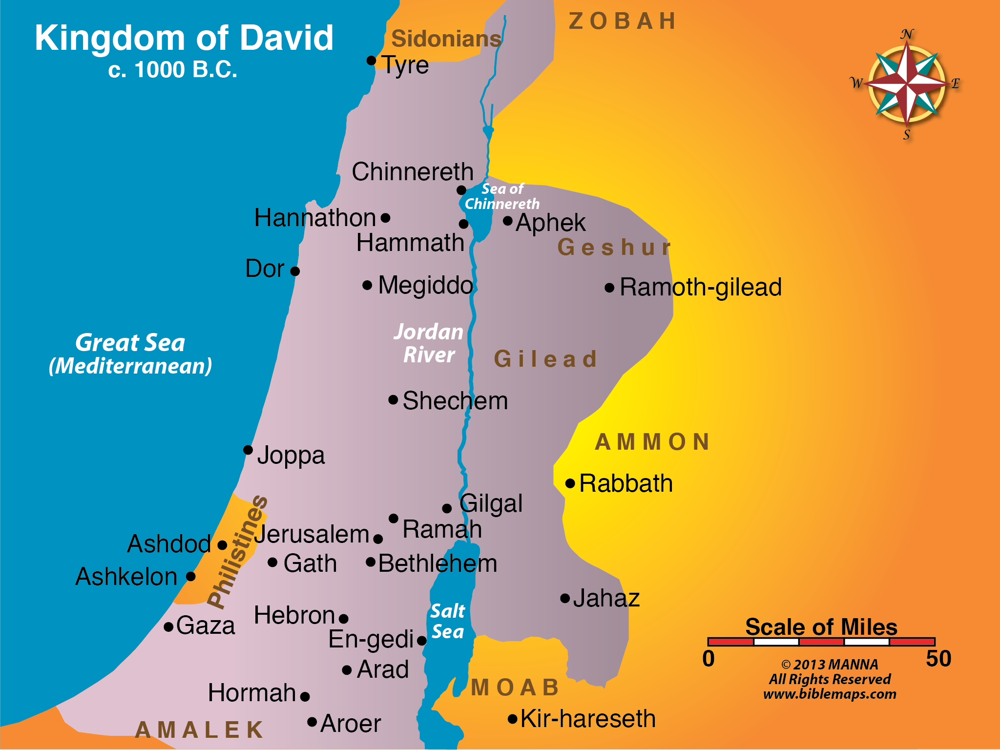 Kingdom of David
c. 1000 B.C.
ZOBAH
Sidonians
Tyre
N
W
E
S
Chinnereth
Sea of
Chinnereth
Hannathon
Aphek
Hammath
Geshur
Dor
Megiddo
Ramoth-gilead
Jordan
River
Great Sea
(Mediterranean)
Gilead
Shechem
AMMON
Joppa
Rabbath
Gilgal
Philistines
Ramah
Jerusalem
Ashdod
Gath
Bethlehem
Ashkelon
Jahaz
Salt
Sea
Hebron
Gaza
En-gedi
Arad
MOAB
Hormah
Kir-hareseth
AMALEK
Aroer
Scale of Miles
0 50
© 2013 MANNA
All Rights Reserved
www.biblemaps.com